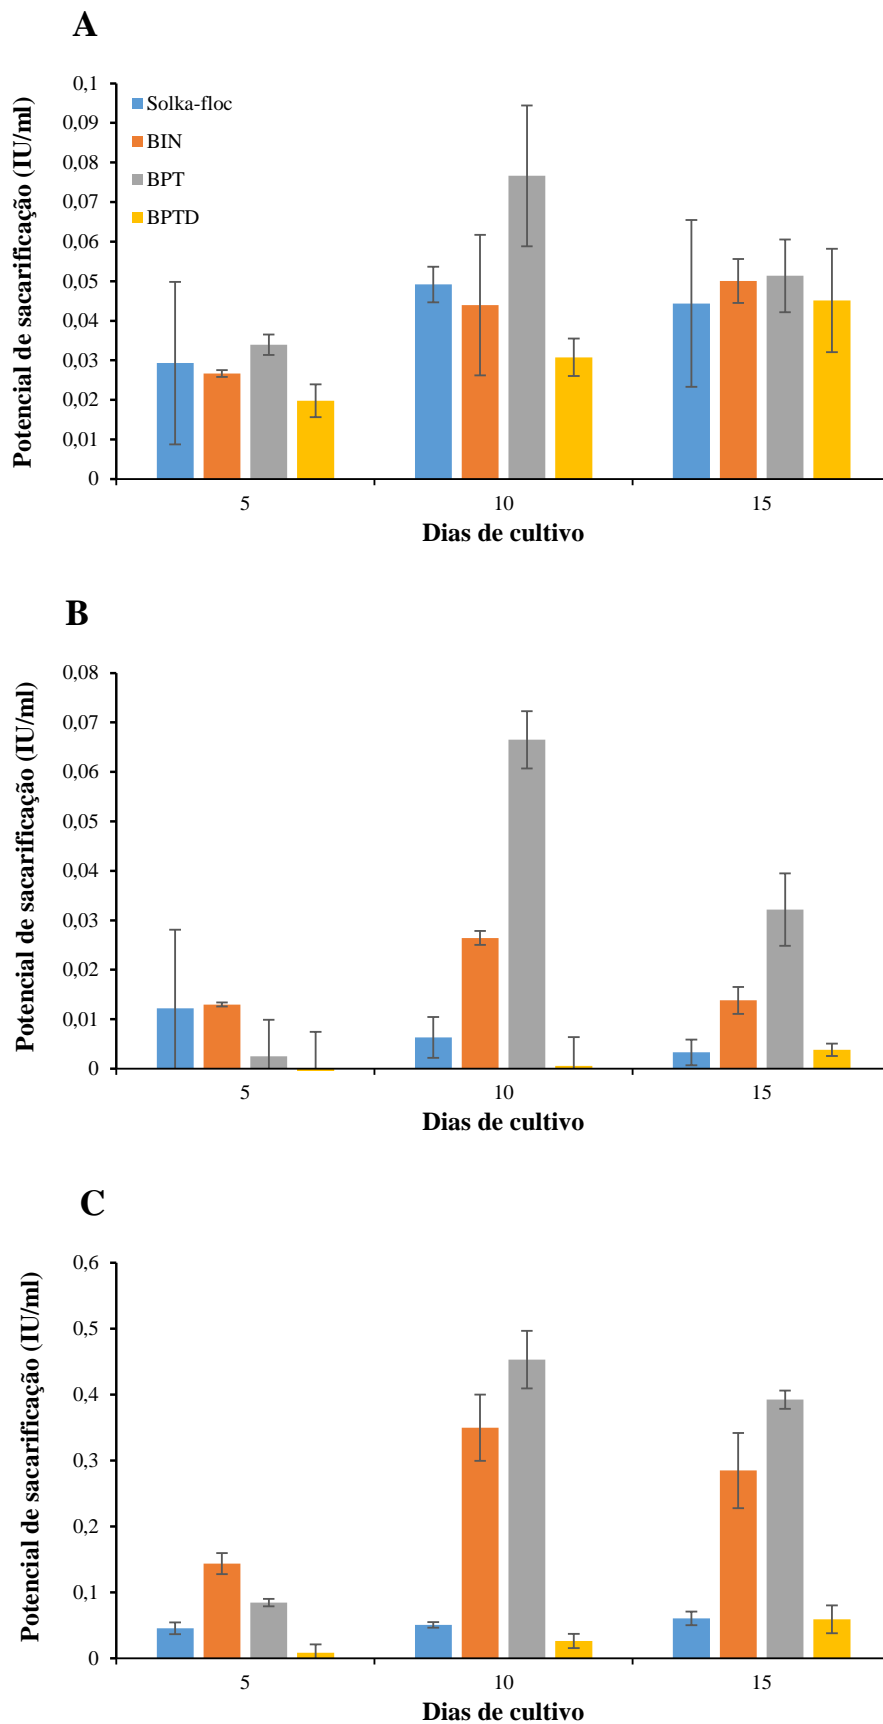 A
Potencial de sacarificação (IU/ml)
0,1
0,09
0,08
0,07
0,06
0,05
0,04
0,03
0,02
0,01
0
Solka-floc
BIN
BPT
BPTD
5
10
15
Dias de cultivo
B
Potencial de sacarificação (IU/ml)
0,08
0,07
0,06
0,05
0,04
0,03
0,02
0,01
0
5
10
15
Dias de cultivo
C
Potencial de sacarificação (IU/ml)
0,6
0,5
0,4
0,3
0,2
0,1
0
5
10
15
Dias de cultivo